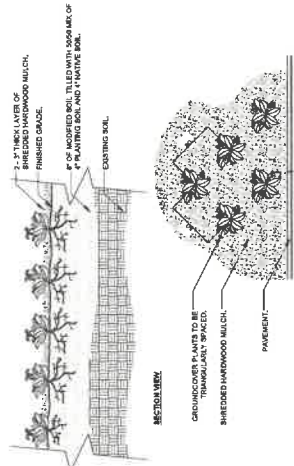 2 - 3" THICK LAYER OF
SHREDDED HARDWOOD MULCH.
FINISHED GRADE.
8" OF MODIFIED SOIL TILLED WITH 50/50 MIX OF
4" PLANTING SOIL AND 4" NATIVE SOIL.
EXISTING SOIL.
SECTION VIEW
GROUNDCOVER PLANTS TO BE
TRIANGULARLY SPACED.
SHREDDED HARDWOOD MULCH.
PAVEMENT.